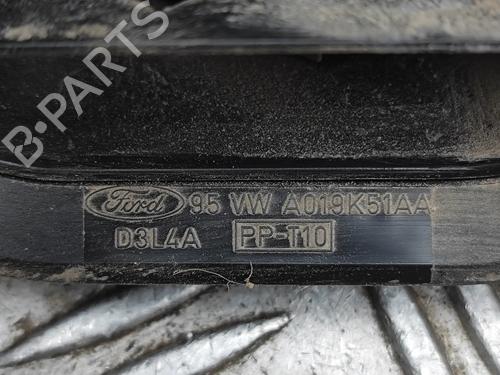 B-PARTS
Ford 95 VW A019K51AA
D3L4A PP-T10